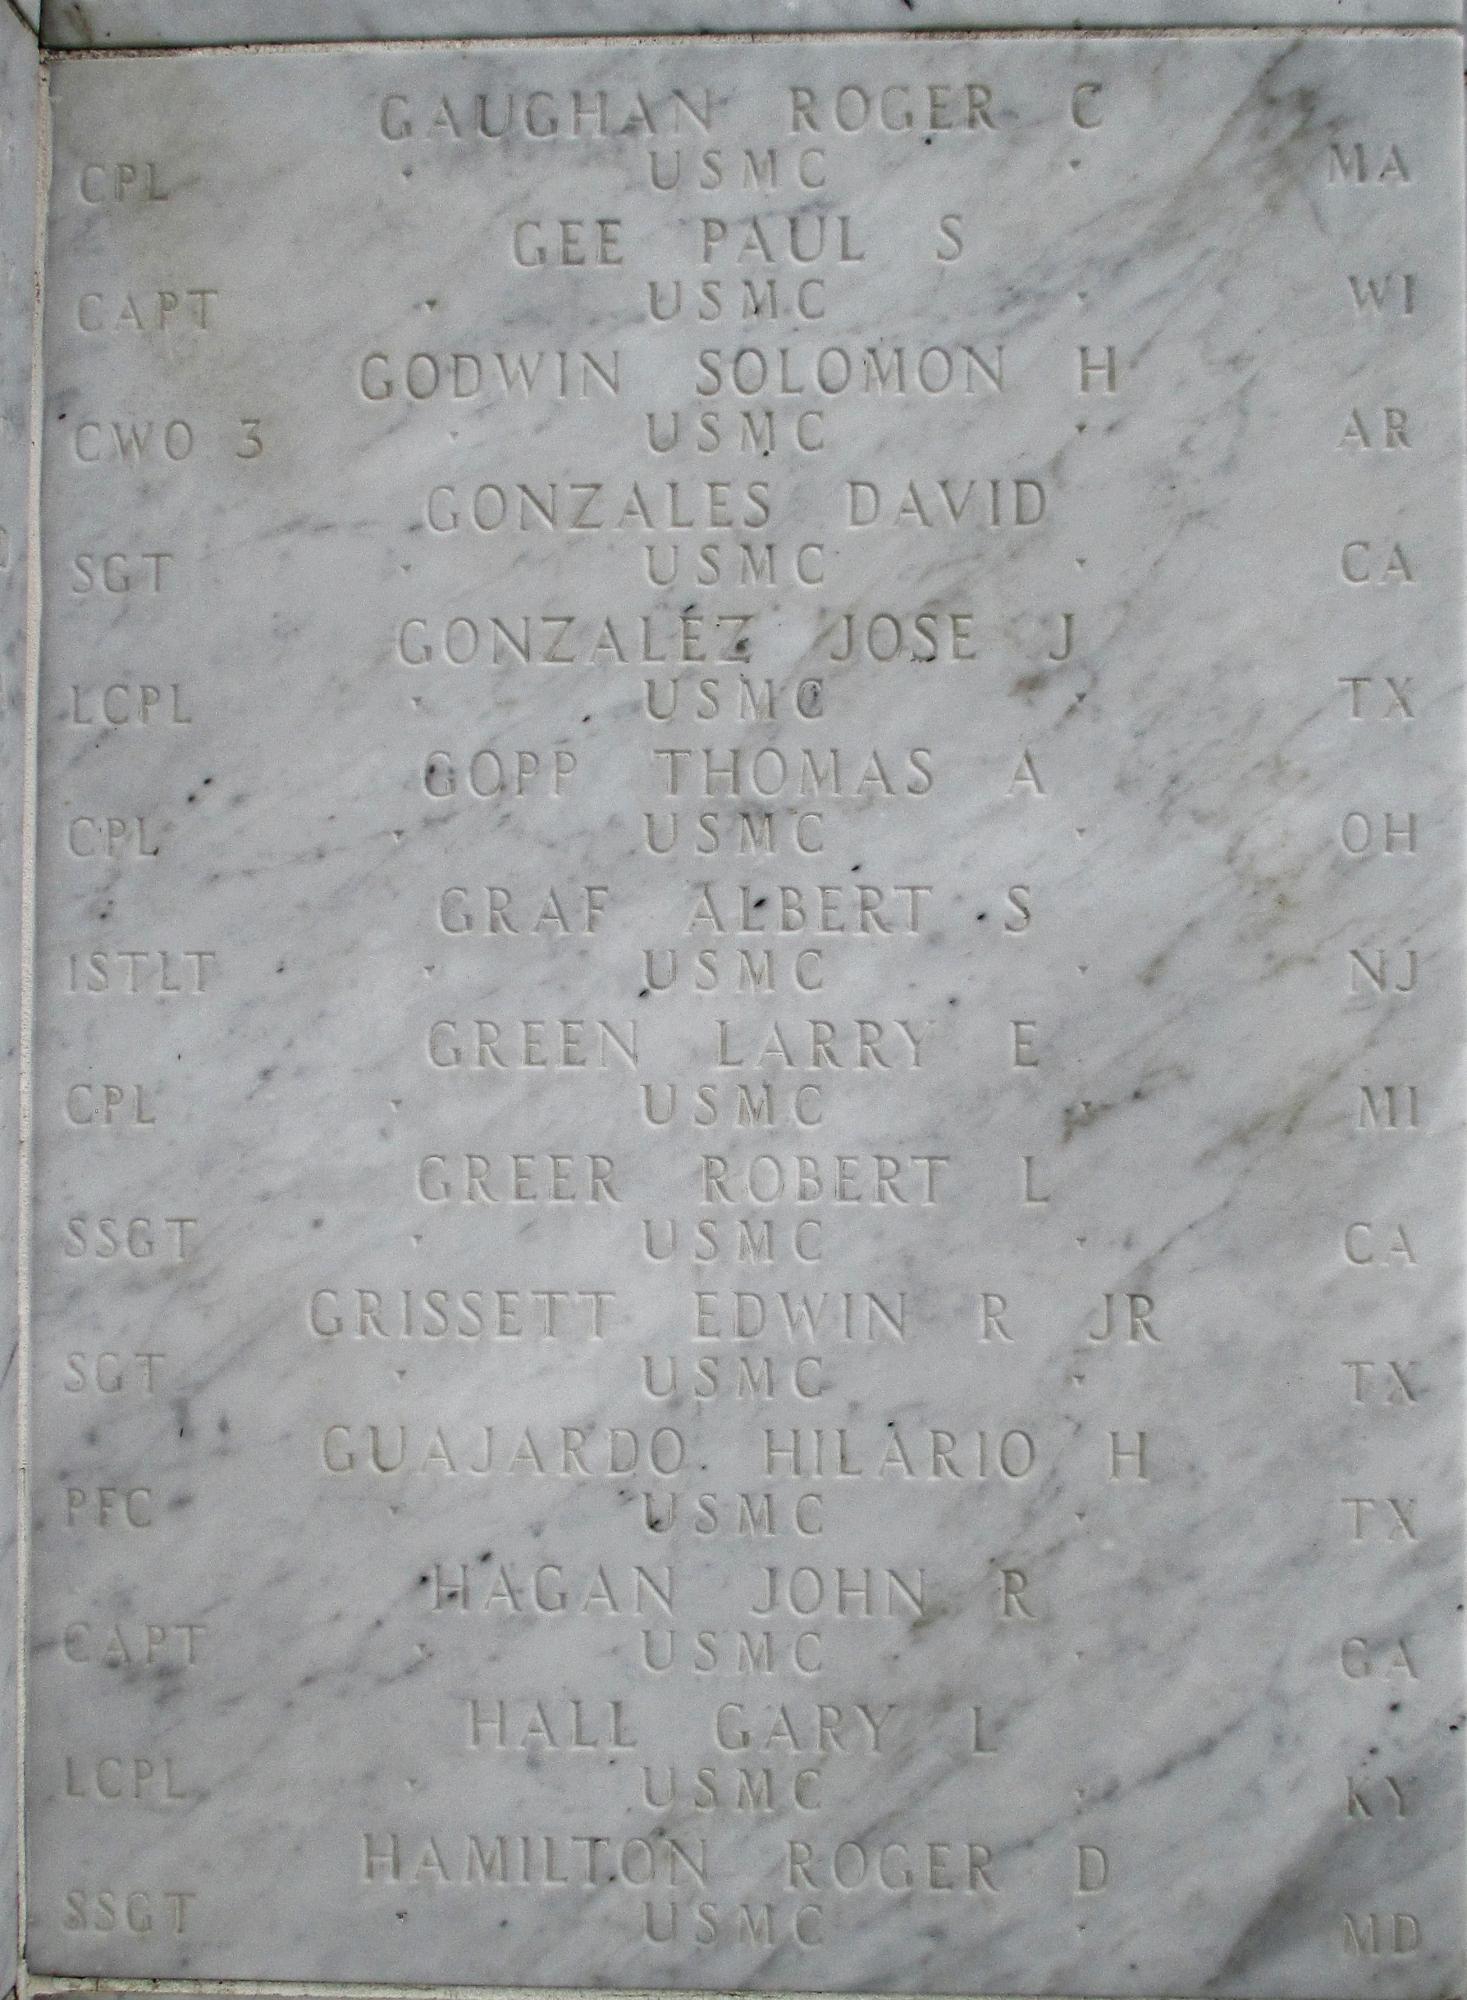 GAUGHAN ROGER C
CPL · USMC · MA
GEE PAUL S
CAPT · USMC · WI
GODWIN SOLOMON H
CWO 3 · USMC · AR
GONZALES DAVID
SGT · USMC · CA
GONZALEZ JOSE J
LCPL · USMC · TX
GOPP THOMAS A
CPL · USMC · OH
GRAF ALBERT S
1STLT · USMC · NJ
GREEN LARRY E
CPL · USMC · MI
GREER ROBERT L
SSGT · USMC · CA
GRISSETT EDWIN R JR
SGT · USMC · TX
GUAJARDO HILARIO H
PFC · USMC · TX
HAGAN JOHN R
CAPT · USMC · GA
HALL GARY L
LCPL · USMC · KY
HAMILTON ROGER D
SSGT · USMC · MD